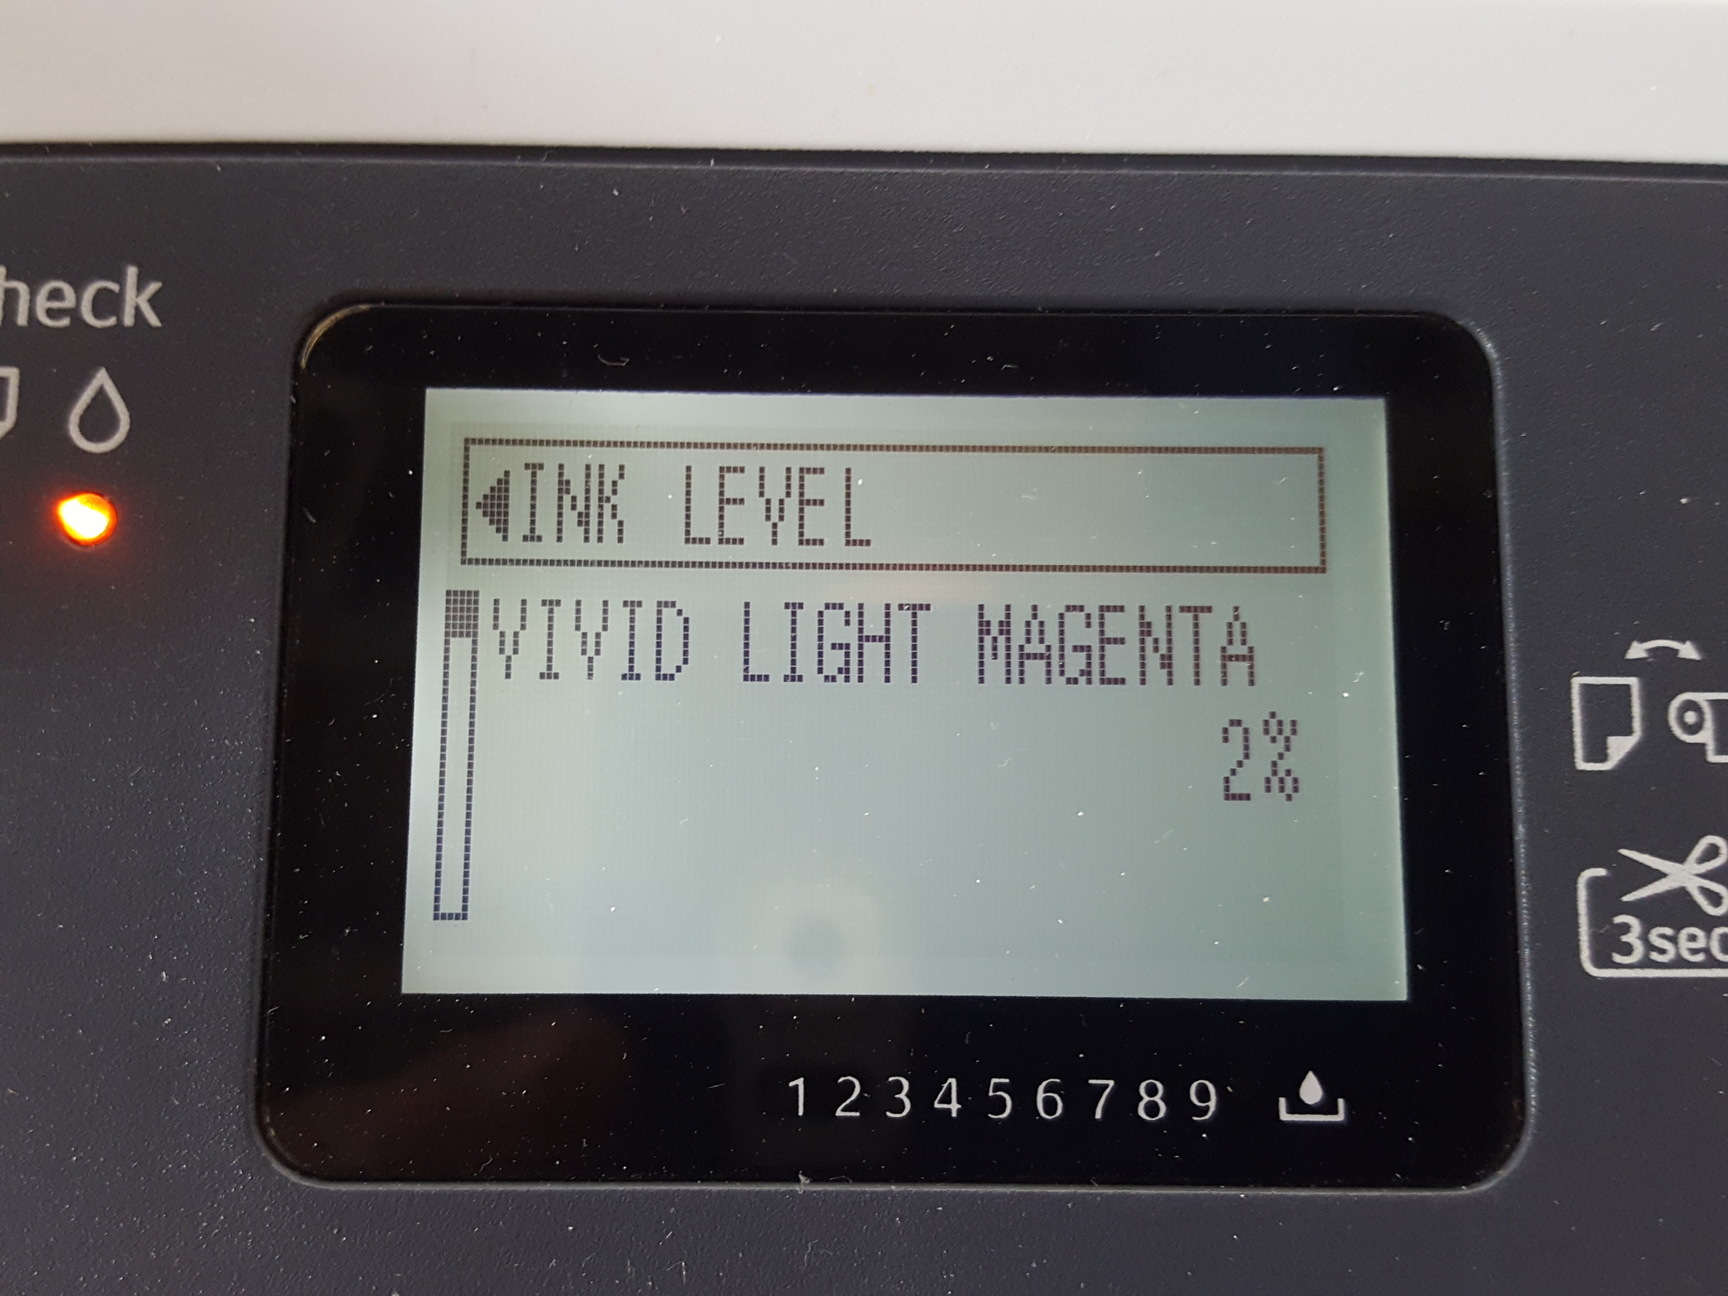 heck
INK LEVEL
VIVID LIGHT MAGENTA
2%
3sec
1 2 3 4 5 6 7 8 9